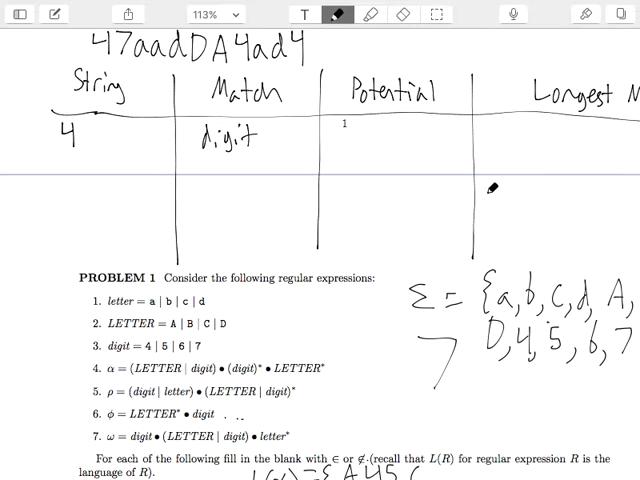 113%
T
47aadDA4ad4
String Match Potential Longest M
4 digit 1
PROBLEM 1 Consider the following regular expressions:
1. letter = a | b | c | d
2. LETTER = A | B | C | D
3. digit = 4 | 5 | 6 | 7
4. α = (LETTER | digit) • (digit)* • LETTER*
5. ρ = (digit | letter) • (LETTER | digit)*
6. ϕ = LETTER* • digit
7. ω = digit • (LETTER | digit) • letter*
Σ = {a, b, c, d, A,
D, 4, 5, 6, 7
For each of the following fill in the blank with ∈ or ∉ (recall that L(R) for regular expression R is the
language of R).